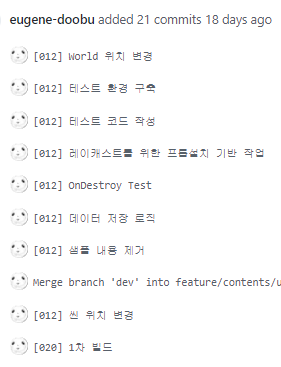 eugene-doobu added 21 commits 18 days ago
[012] World 위치 변경
[012] 테스트 환경 구축
[012] 테스트 코드 작성
[012] 레이캐스트를 위한 프롭설치 기반 작업
[012] OnDestroy Test
[012] 데이터 저장 로직
[012] 샘플 내용 제거
Merge branch 'dev' into feature/contents/u
[012] 씬 위치 변경
[020] 1차 빌드